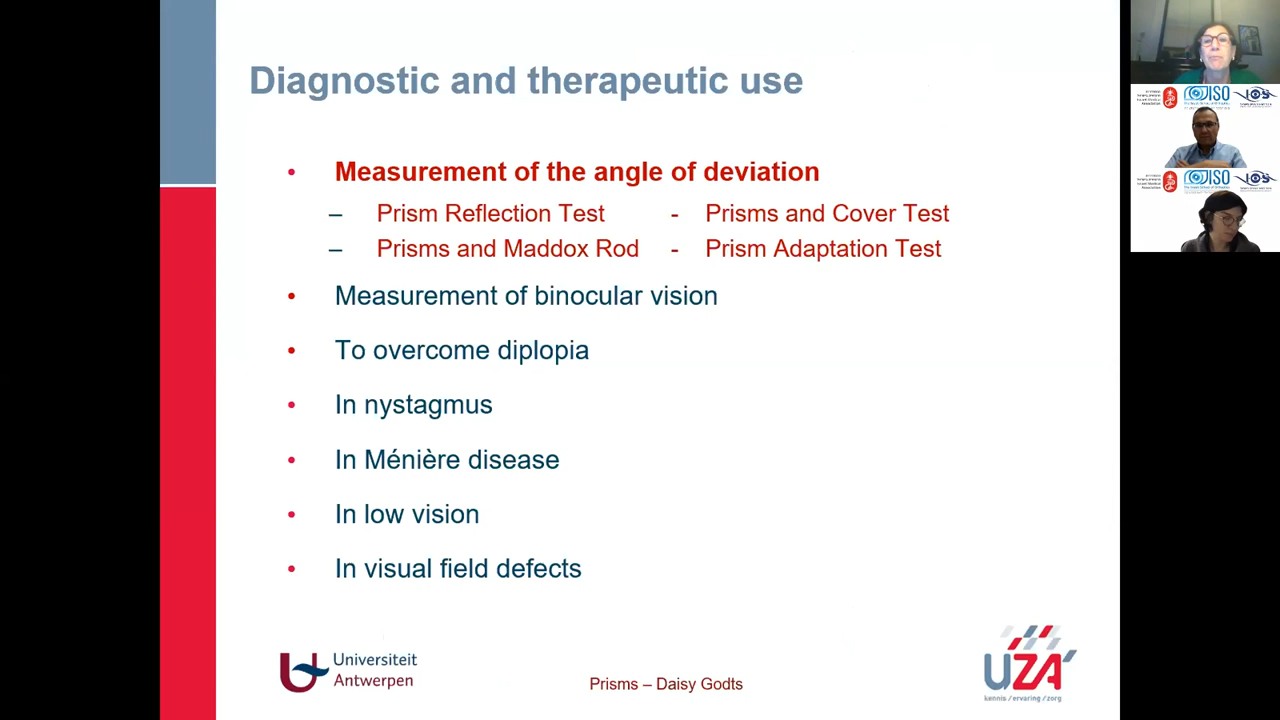 Diagnostic and therapeutic use
• Measurement of the angle of deviation
– Prism Reflection Test - Prisms and Cover Test
– Prisms and Maddox Rod - Prism Adaptation Test
• Measurement of binocular vision
• To overcome diplopia
• In nystagmus
• In Ménière disease
• In low vision
• In visual field defects
Universiteit
Antwerpen
Prisms – Daisy Godts
UZA
kennis / ervaring / zorg
ISO
IOS
ISO
IOS